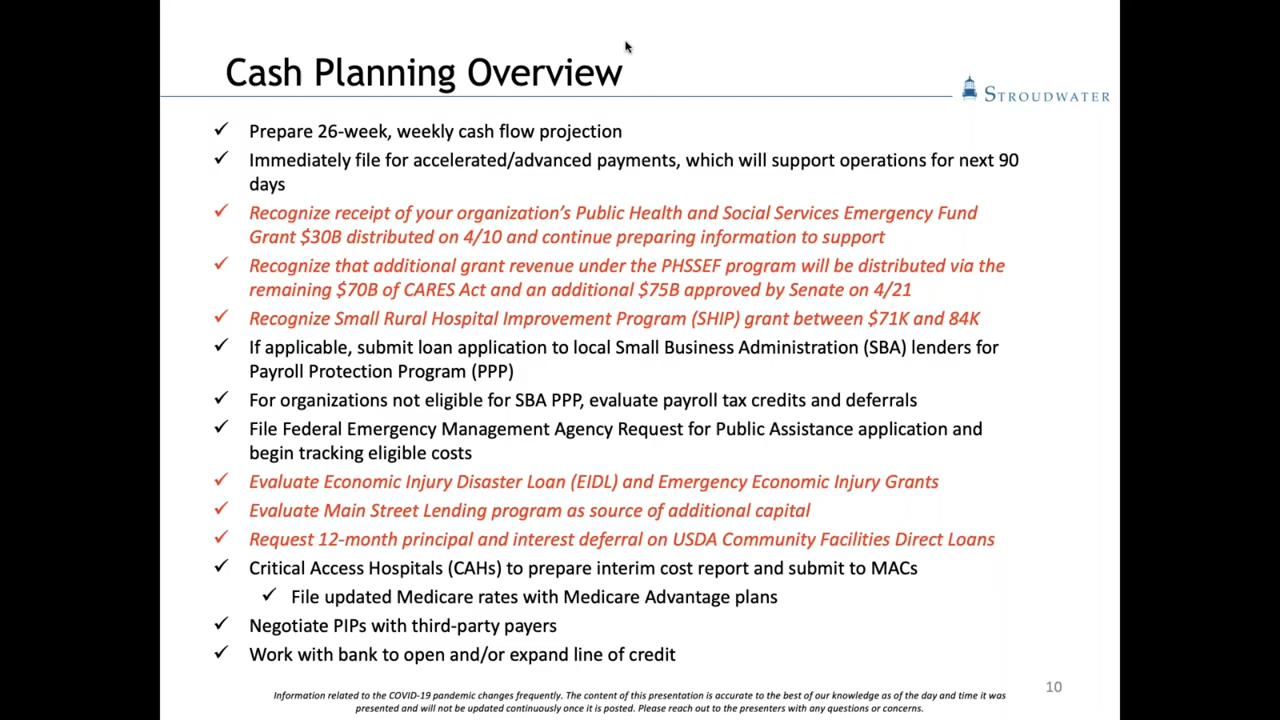 Cash Planning Overview
STROUDWATER
✓ Prepare 26-week, weekly cash flow projection
✓ Immediately file for accelerated/advanced payments, which will support operations for next 90
days
✓ Recognize receipt of your organization's Public Health and Social Services Emergency Fund
Grant $30B distributed on 4/10 and continue preparing information to support
✓ Recognize that additional grant revenue under the PHSSEF program will be distributed via the
remaining $70B of CARES Act and an additional $75B approved by Senate on 4/21
✓ Recognize Small Rural Hospital Improvement Program (SHIP) grant between $71K and 84K
✓ If applicable, submit loan application to local Small Business Administration (SBA) lenders for
Payroll Protection Program (PPP)
✓ For organizations not eligible for SBA PPP, evaluate payroll tax credits and deferrals
✓ File Federal Emergency Management Agency Request for Public Assistance application and
begin tracking eligible costs
✓ Evaluate Economic Injury Disaster Loan (EIDL) and Emergency Economic Injury Grants
✓ Evaluate Main Street Lending program as source of additional capital
✓ Request 12-month principal and interest deferral on USDA Community Facilities Direct Loans
✓ Critical Access Hospitals (CAHs) to prepare interim cost report and submit to MACs
✓ File updated Medicare rates with Medicare Advantage plans
✓ Negotiate PIPs with third-party payers
✓ Work with bank to open and/or expand line of credit
10
Information related to the COVID-19 pandemic changes frequently. The content of this presentation is accurate to the best of our knowledge as of the day and time it was
presented and will not be updated continuously once it is posted. Please reach out to the presenters with any questions or concerns.